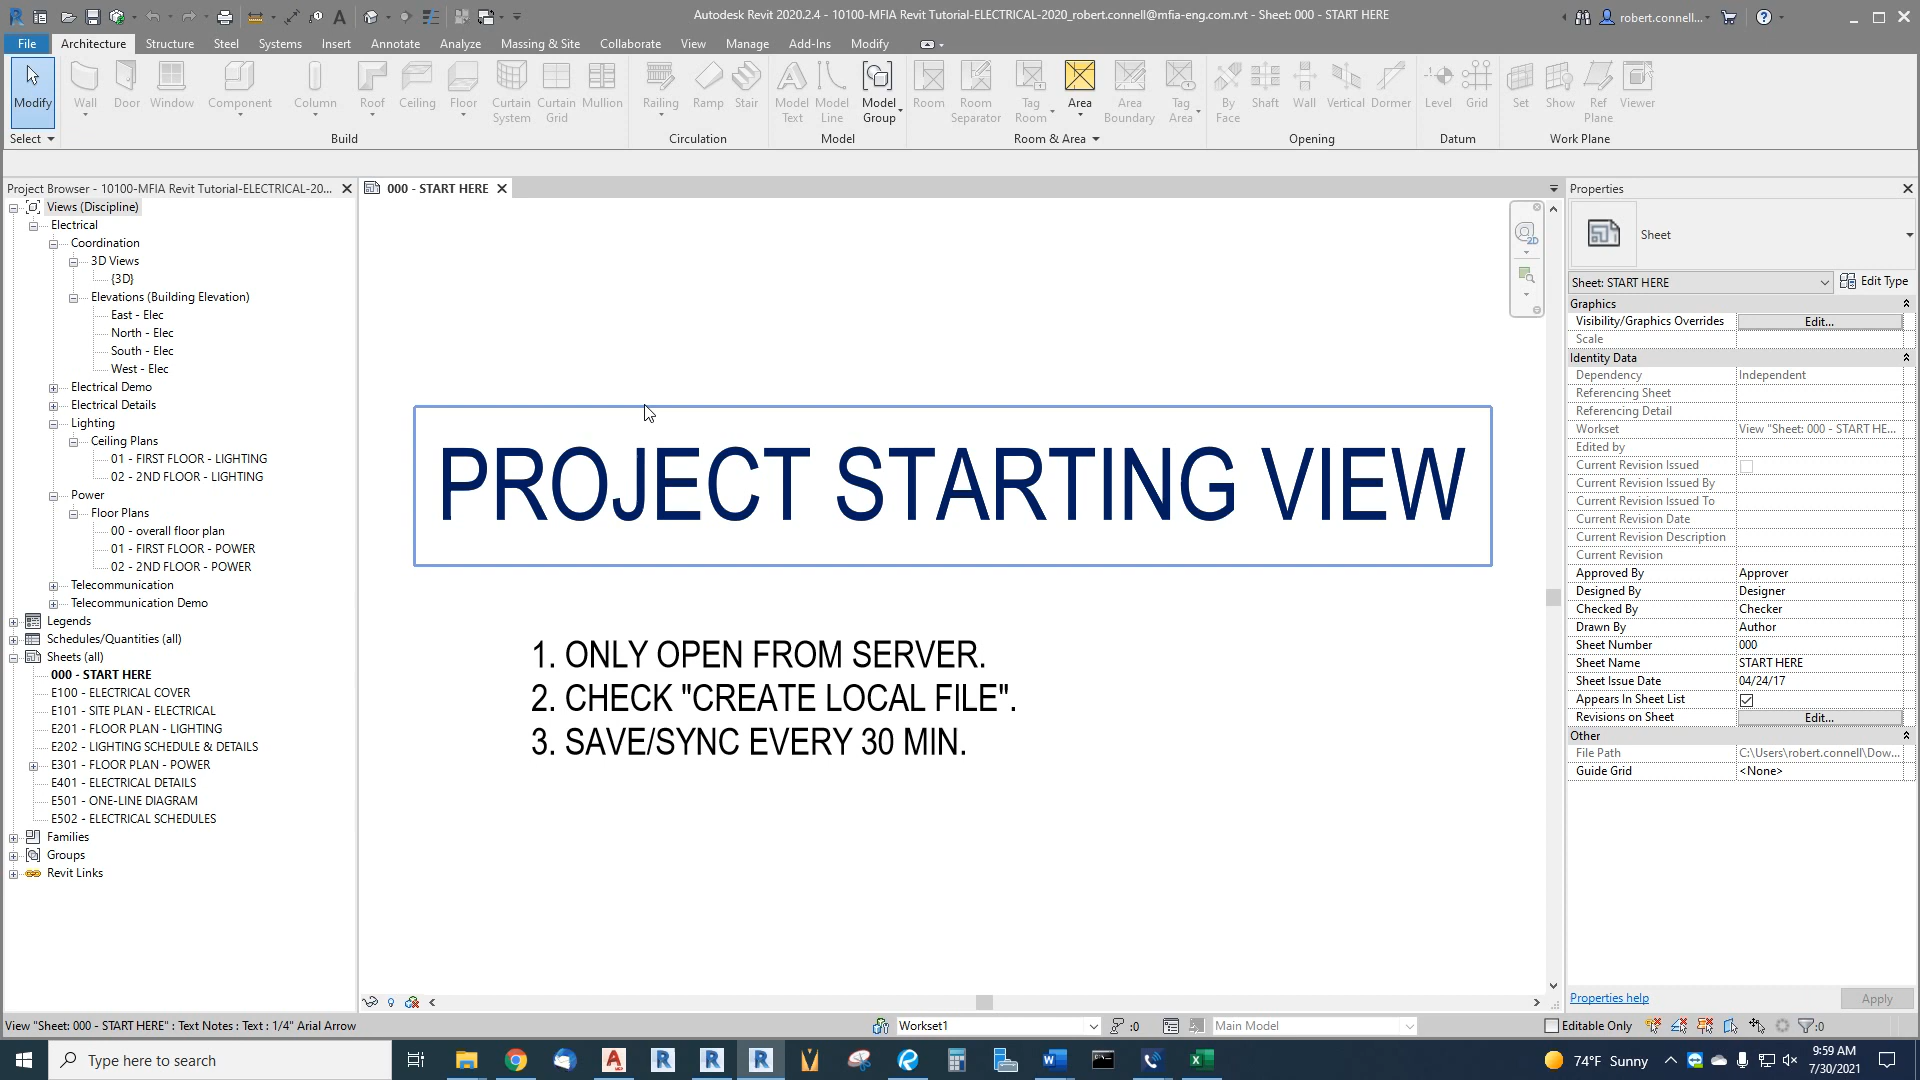 Autodesk Revit 2020.2.4 - 10100-MFIA Revit Tutorial-ELECTRICAL-2020_robert.connell@mfia-eng.com.rvt - Sheet: 000 - START HERE
robert.connell...
File Architecture Structure Steel Systems Insert Annotate Analyze Massing & Site Collaborate View Manage Add-Ins Modify
Modify Wall Door Window Component Column Roof Ceiling Floor Curtain System Curtain Grid Mullion Railing Ramp Stair Model Text Model Line Model Group Room Room Separator Tag Room Area Area Boundary Tag Area By Face Shaft Wall Vertical Dormer Level Grid Set Show Ref Plane Viewer
Select Build Circulation Model Room & Area Opening Datum Work Plane
Project Browser - 10100-MFIA Revit Tutorial-ELECTRICAL-20...
Views (Discipline)
Electrical
Coordination
3D Views
{3D}
Elevations (Building Elevation)
East - Elec
North - Elec
South - Elec
West - Elec
Electrical Demo
Electrical Details
Lighting
Ceiling Plans
01 - FIRST FLOOR - LIGHTING
02 - 2ND FLOOR - LIGHTING
Power
Floor Plans
00 - overall floor plan
01 - FIRST FLOOR - POWER
02 - 2ND FLOOR - POWER
Telecommunication
Telecommunication Demo
Legends
Schedules/Quantities (all)
Sheets (all)
000 - START HERE
E100 - ELECTRICAL COVER
E101 - SITE PLAN - ELECTRICAL
E201 - FLOOR PLAN - LIGHTING
E202 - LIGHTING SCHEDULE & DETAILS
E301 - FLOOR PLAN - POWER
E401 - ELECTRICAL DETAILS
E501 - ONE-LINE DIAGRAM
E502 - ELECTRICAL SCHEDULES
Families
Groups
Revit Links
000 - START HERE
2D
PROJECT STARTING VIEW
1. ONLY OPEN FROM SERVER.
2. CHECK "CREATE LOCAL FILE".
3. SAVE/SYNC EVERY 30 MIN.
Properties
Sheet
Sheet: START HERE Edit Type
Graphics
Visibility/Graphics Overrides Edit...
Scale
Identity Data
Dependency Independent
Referencing Sheet
Referencing Detail
Workset View "Sheet: 000 - START HE...
Edited by
Current Revision Issued
Current Revision Issued By
Current Revision Issued To
Current Revision Date
Current Revision Description
Current Revision
Approved By Approver
Designed By Designer
Checked By Checker
Drawn By Author
Sheet Number 000
Sheet Name START HERE
Sheet Issue Date 04/24/17
Appears In Sheet List
Revisions on Sheet Edit...
Other
File Path C:\Users\robert.connell\Dow...
Guide Grid <None>
Properties help Apply
View "Sheet: 000 - START HERE" : Text Notes : Text : 1/4" Arial Arrow
Workset1 :0 Main Model Editable Only :0
Type here to search
74°F Sunny
9:59 AM
7/30/2021